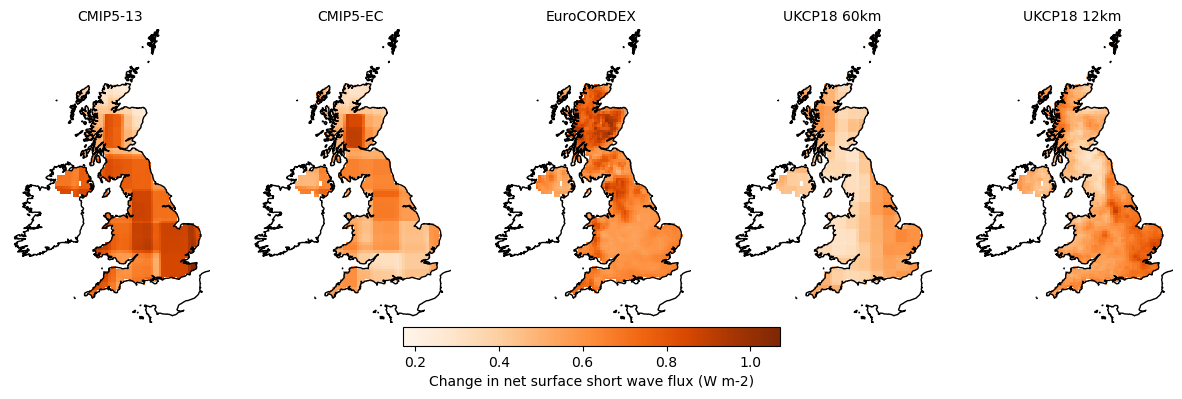 CMIP5-13 CMIP5-EC EuroCORDEX UKCP18 60km UKCP18 12km
0.2 0.4 0.6 0.8 1.0
Change in net surface short wave flux (W m-2)